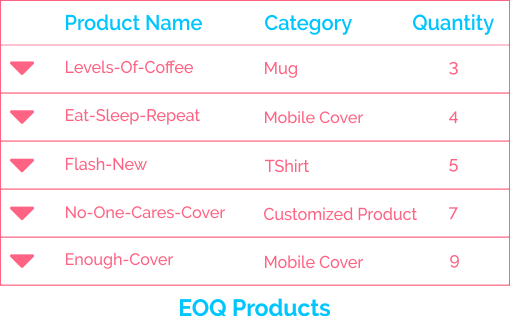 Product Name Category Quantity
Levels-Of-Coffee Mug 3
Eat-Sleep-Repeat Mobile Cover 4
Flash-New TShirt 5
No-One-Cares-Cover Customized Product 7
Enough-Cover Mobile Cover 9
EOQ Products